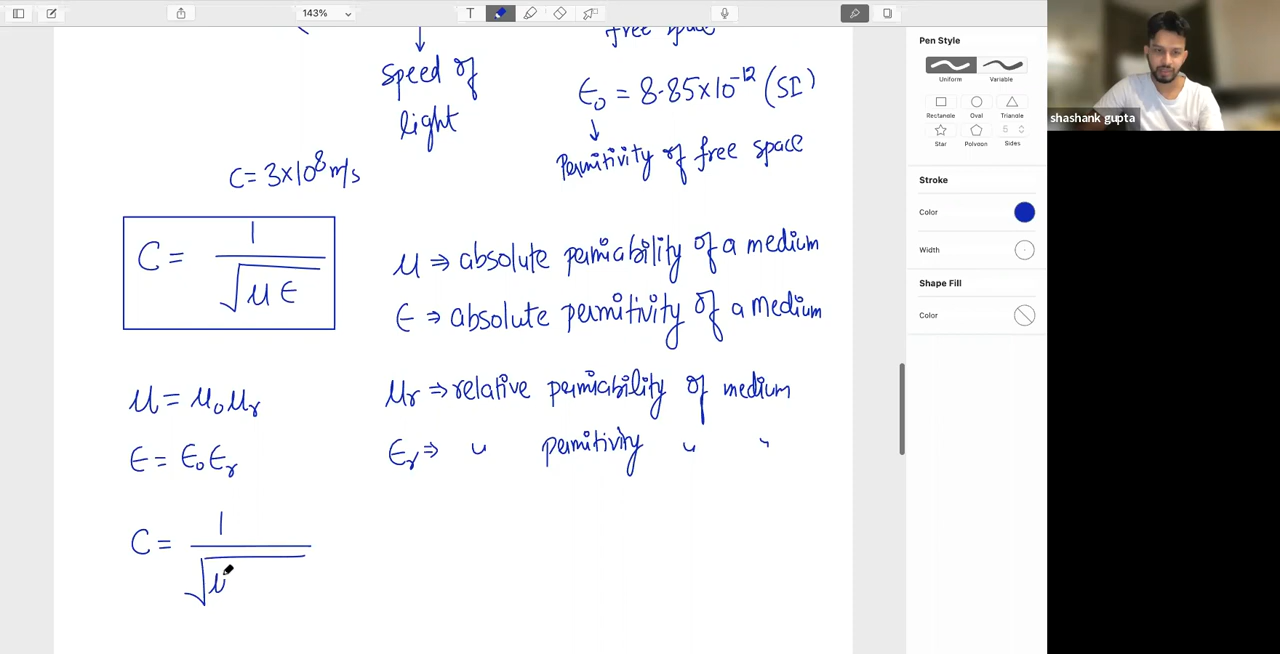 143%
T
free space
speed of
light
ϵ₀ = 8.85×10⁻¹² (SI)
Permitivity of free space
C = 3×10⁸ m/s
C = 1/√μϵ
μ ⇒ absolute permiability of a medium
ϵ ⇒ absolute permitivity of a medium
μ = μ₀μr
μr ⇒ relative permiability of medium
ϵ = ϵ₀ϵr
ϵr ⇒ " permitivity " "
C = 1/√μ
Pen Style
Uniform Variable
Rectangle Oval Triangle
5
Star Polygon Sides
Stroke
Color
Width
Shape Fill
Color
shashank gupta